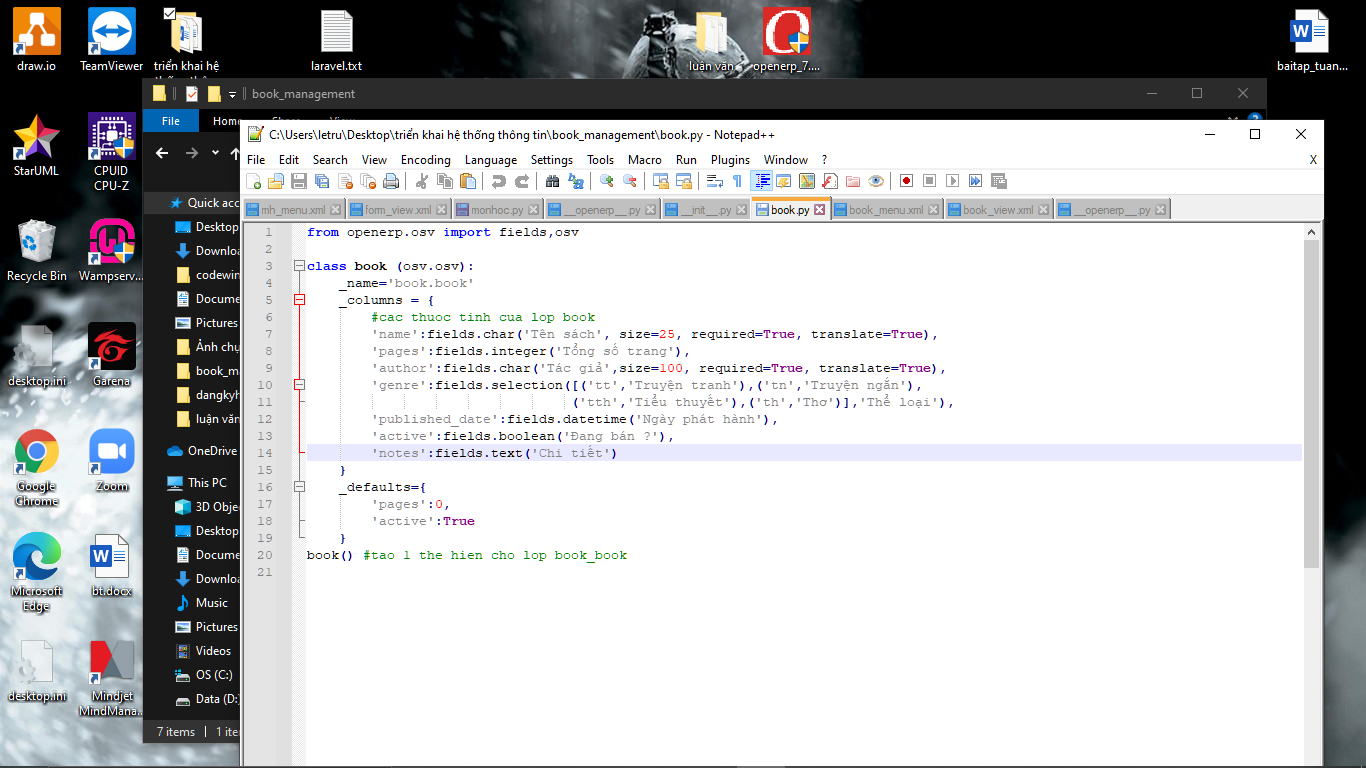 draw.io
TeamViewer
triển khai hệ
laravel.txt
luận văn
openerp_7....
baitap_tuan...
StarUML
CPUID
CPU-Z
Recycle Bin
Wampserv...
desktop.ini
Garena
Google
Chrome
Zoom
Microsoft
Edge
bt.docx
desktop.ini
Mindjet
MindMana...
book_management
File
Home
Share
View
Quick acc
Desktop
Downloa
codewin
Docume
Pictures
Ảnh chụ
book_ma
dangkyh
luận văn
OneDrive
This PC
3D Obje
Desktop
Docume
Downloa
Music
Pictures
Videos
OS (C:)
Data (D:)
7 items
1 ite
C:\Users\letru\Desktop\triển khai hệ thống thông tin\book_management\book.py - Notepad++
File Edit Search View Encoding Language Settings Tools Macro Run Plugins Window ? X
mh_menu.xml form_view.xml monhoc.py __openerp__.py __init__.py book.py book_menu.xml book_view.xml __openerp__.py
1 from openerp.osv import fields,osv
2
3 class book (osv.osv):
4 _name='book.book'
5 _columns = {
6 #cac thuoc tinh cua lop book
7 'name':fields.char('Tên sách', size=25, required=True, translate=True),
8 'pages':fields.integer('Tổng số trang'),
9 'author':fields.char('Tác giả',size=100, required=True, translate=True),
10 'genre':fields.selection([('tt','Truyện tranh'),('tn','Truyện ngắn'),
11 ('tth','Tiểu thuyết'),('th','Thơ')],'Thể loại'),
12 'published_date':fields.datetime('Ngày phát hành'),
13 'active':fields.boolean('Đang bán ?'),
14 'notes':fields.text('Chi tiết')
15 }
16 _defaults={
17 'pages':0,
18 'active':True
19 }
20 book() #tao 1 the hien cho lop book_book
21